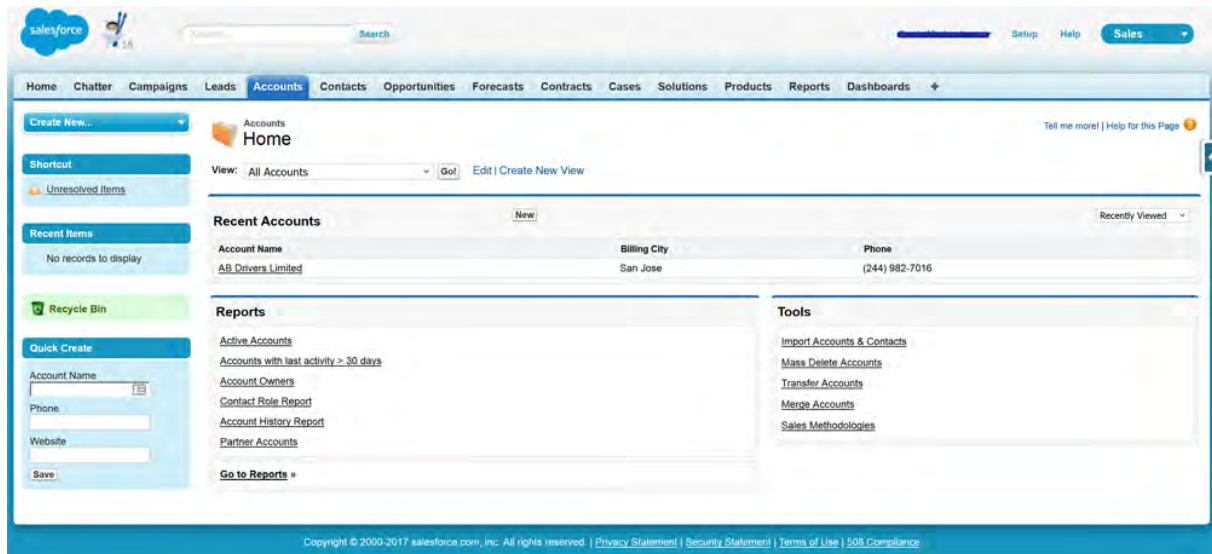 salesforce
Search
Setup Help Sales
Home Chatter Campaigns Leads Accounts Contacts Opportunities Forecasts Contracts Cases Solutions Products Reports Dashboards +
Create New...
Accounts
Home
Tell me more! | Help for this Page
View: All Accounts Go! Edit | Create New View
Shortcut
Unresolved Items
Recent Items
No records to display
Recycle Bin
Quick Create
Account Name
Phone
Website
Save
Recent Accounts New Recently Viewed
Account Name Billing City Phone
AB Drivers Limited San Jose (244) 982-7016
Reports
Active Accounts
Accounts with last activity > 30 days
Account Owners
Contact Role Report
Account History Report
Partner Accounts
Go to Reports »
Tools
Import Accounts & Contacts
Mass Delete Accounts
Transfer Accounts
Merge Accounts
Sales Methodologies
Copyright © 2000-2017 salesforce.com, inc. All rights reserved. | Privacy Statement | Security Statement | Terms of Use | 508 Compliance